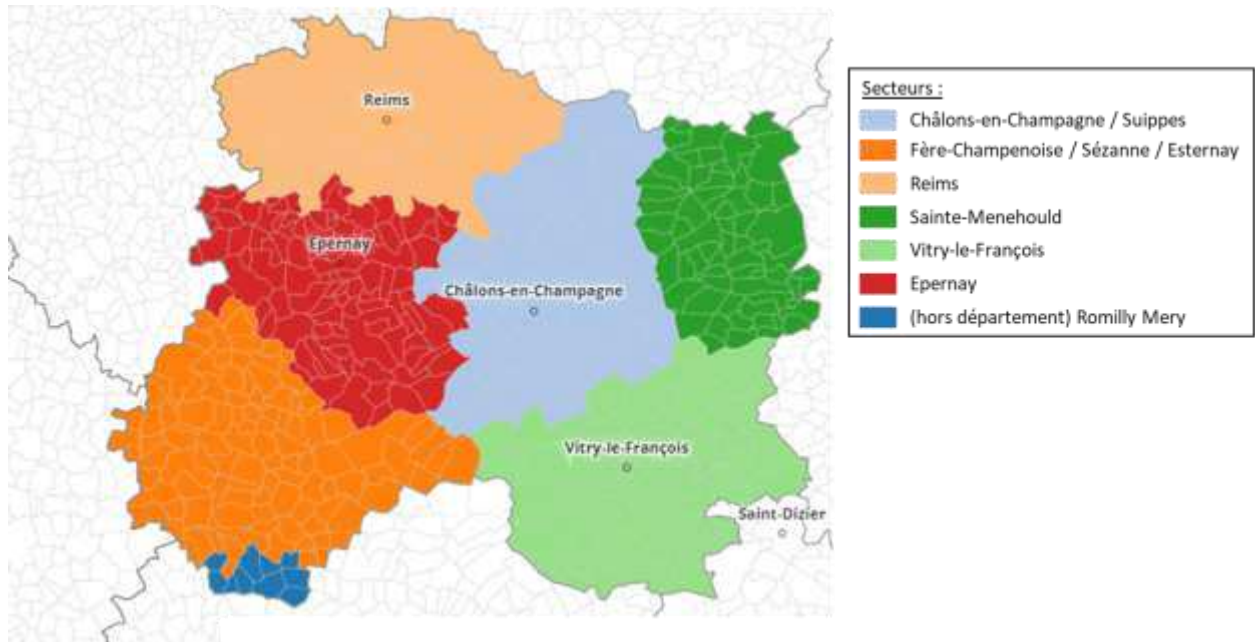 Reims
Epernay
Châlons-en-Champagne
Vitry-le-François
Saint-Dizier
Secteurs :
Châlons-en-Champagne / Suippes
Fère-Champenoise / Sézanne / Esternay
Reims
Sainte-Menehould
Vitry-le-François
Epernay
(hors département) Romilly Mery